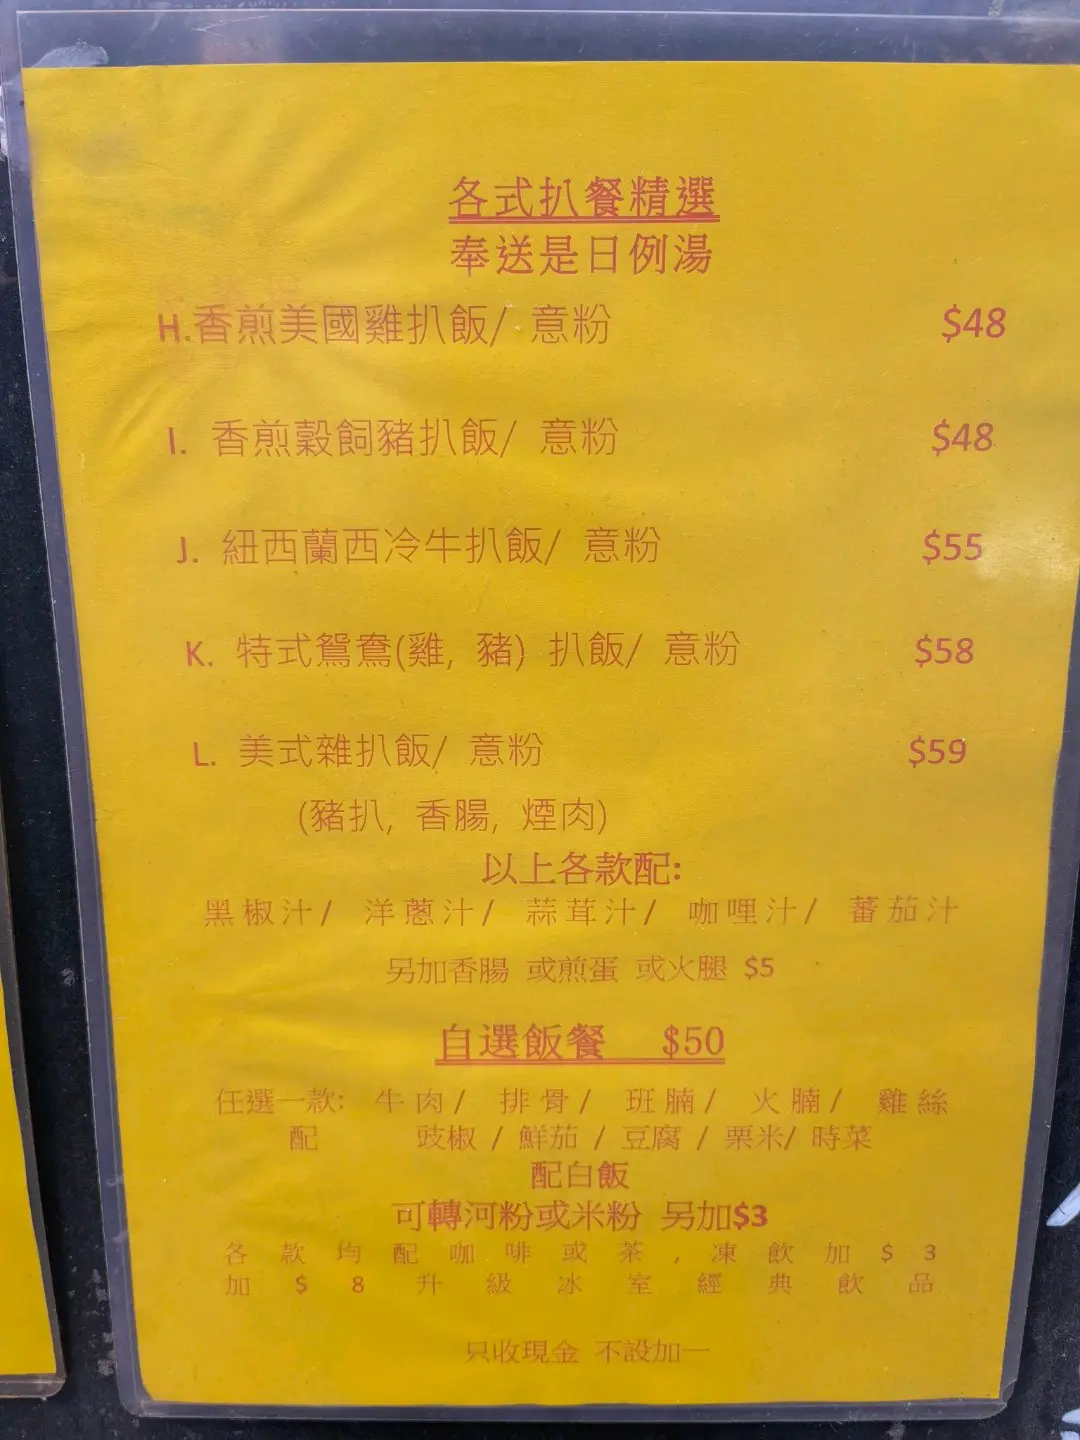 各式扒餐精選
奉送是日例湯
H.香煎美國雞扒飯/ 意粉 $48
I. 香煎穀飼豬扒飯/ 意粉 $48
J. 紐西蘭西冷牛扒飯/ 意粉 $55
K. 特式鴛鴦(雞, 豬) 扒飯/ 意粉 $58
L. 美式雜扒飯/ 意粉 $59
(豬扒, 香腸, 煙肉)
以上各款配:
黑椒汁/ 洋蔥汁/ 蒜茸汁/ 咖哩汁/ 蕃茄汁
另加香腸 或煎蛋 或火腿 $5
自選飯餐 $50
任選一款: 牛肉/ 排骨/ 班腩/ 火腩/ 雞絲
配 豉椒 / 鮮茄 / 豆腐 / 栗米/ 時菜
配白飯
可轉河粉或米粉 另加$3
各款均配咖啡或茶,凍飲加$3
加$8升級冰室經典飲品
只收現金 不設加一